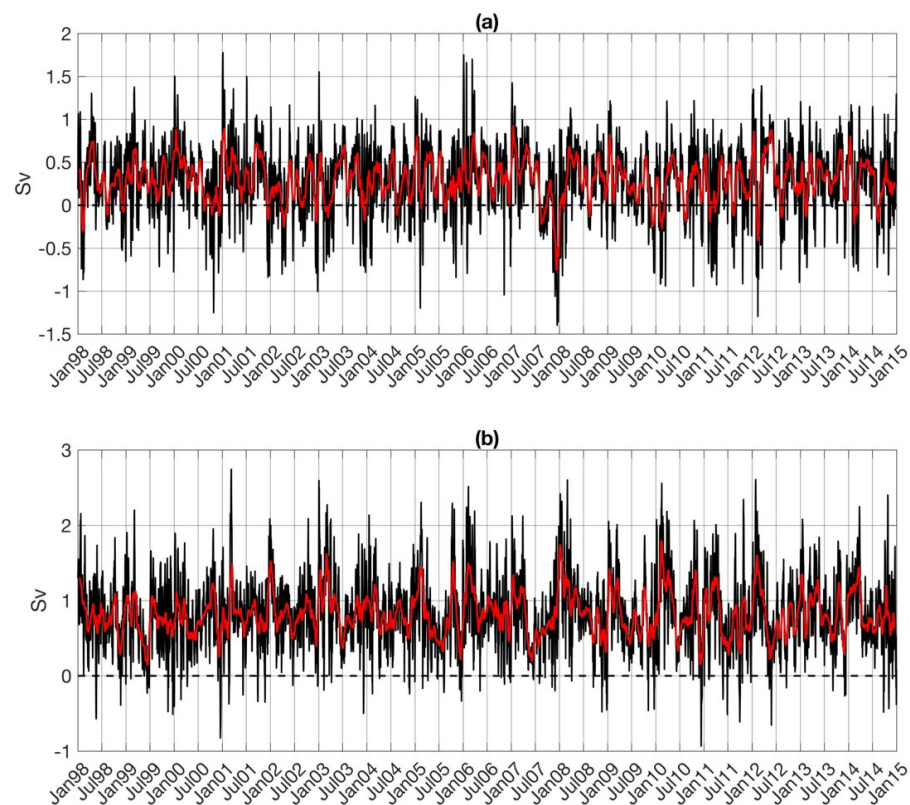 (a)
2
1.5
1
0.5
0
-0.5
-1
-1.5
Sv
Jan98 Jul98 Jan99 Jul99 Jan00 Jul00 Jan01 Jul01 Jan02 Jul02 Jan03 Jul03 Jan04 Jul04 Jan05 Jul05 Jan06 Jul06 Jan07 Jul07 Jan08 Jul08 Jan09 Jul09 Jan10 Jul10 Jan11 Jul11 Jan12 Jul12 Jan13 Jul13 Jan14 Jul14 Jan15
(b)
3
2
1
0
-1
Sv
Jan98 Jul98 Jan99 Jul99 Jan00 Jul00 Jan01 Jul01 Jan02 Jul02 Jan03 Jul03 Jan04 Jul04 Jan05 Jul05 Jan06 Jul06 Jan07 Jul07 Jan08 Jul08 Jan09 Jul09 Jan10 Jul10 Jan11 Jul11 Jan12 Jul12 Jan13 Jul13 Jan14 Jul14 Jan15